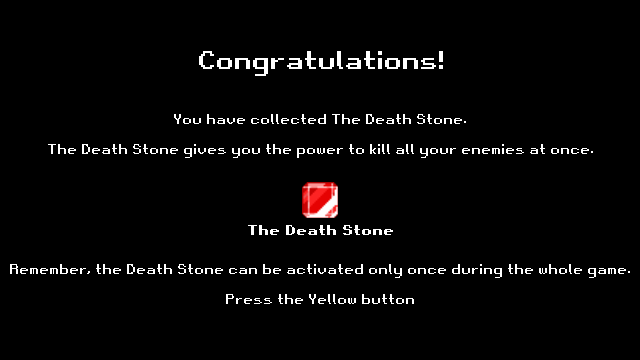 Congratulations!
You have collected The Death Stone.
The Death Stone gives you the power to kill all your enemies at once.
The Death Stone
Remember, the Death Stone can be activated only once during the whole game.
Press the Yellow button